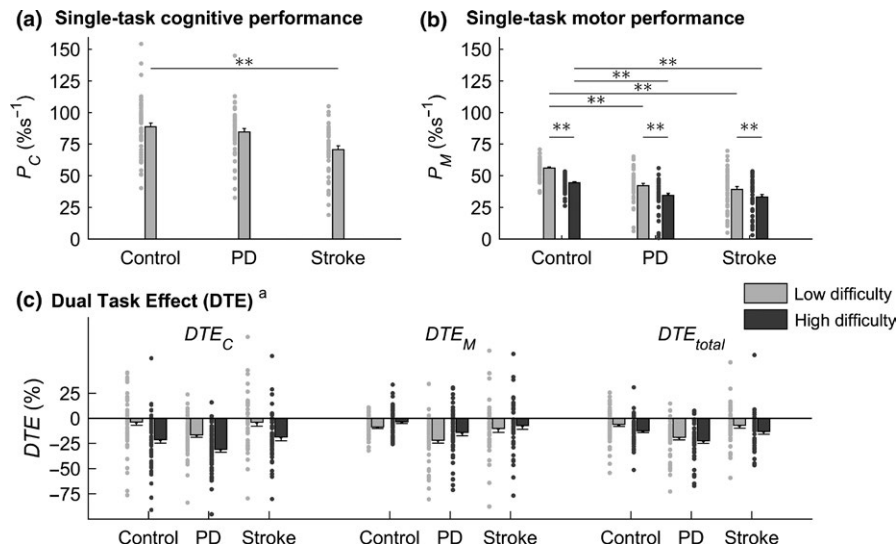 (a) Single-task cognitive performance
150
125
100
75
50
25
0
P_C (%s⁻¹)
**
Control PD Stroke
(b) Single-task motor performance
150
125
100
75
50
25
0
P_M (%s⁻¹)
**
**
**
**
** ** **
Control PD Stroke
(c) Dual Task Effect (DTE) ᵃ
Low difficulty
High difficulty
DTE_C DTE_M DTE_total
25
0
−25
−50
−75
DTE (%)
Control PD Stroke Control PD Stroke Control PD Stroke